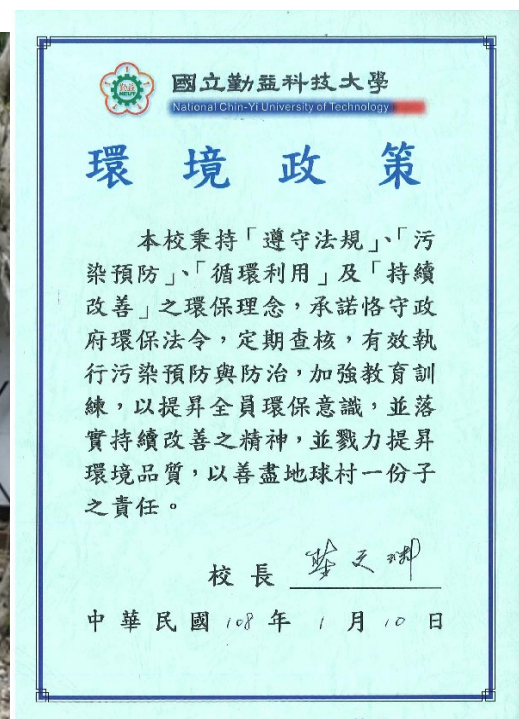 勤益
NCUT
國立勤益科技大學
National Chin-Yi University of Technology
環境政策
本校秉持「遵守法規」、「污
染預防」、「循環利用」及「持續
改善」之環保理念,承諾恪守政
府環保法令,定期查核,有效執
行污染預防與防治,加強教育訓
練,以提昇全員環保意識,並落
實持續改善之精神,並戮力提昇
環境品質,以善盡地球村一份子
之責任。
校長
中華民國 108 年 1 月 10 日